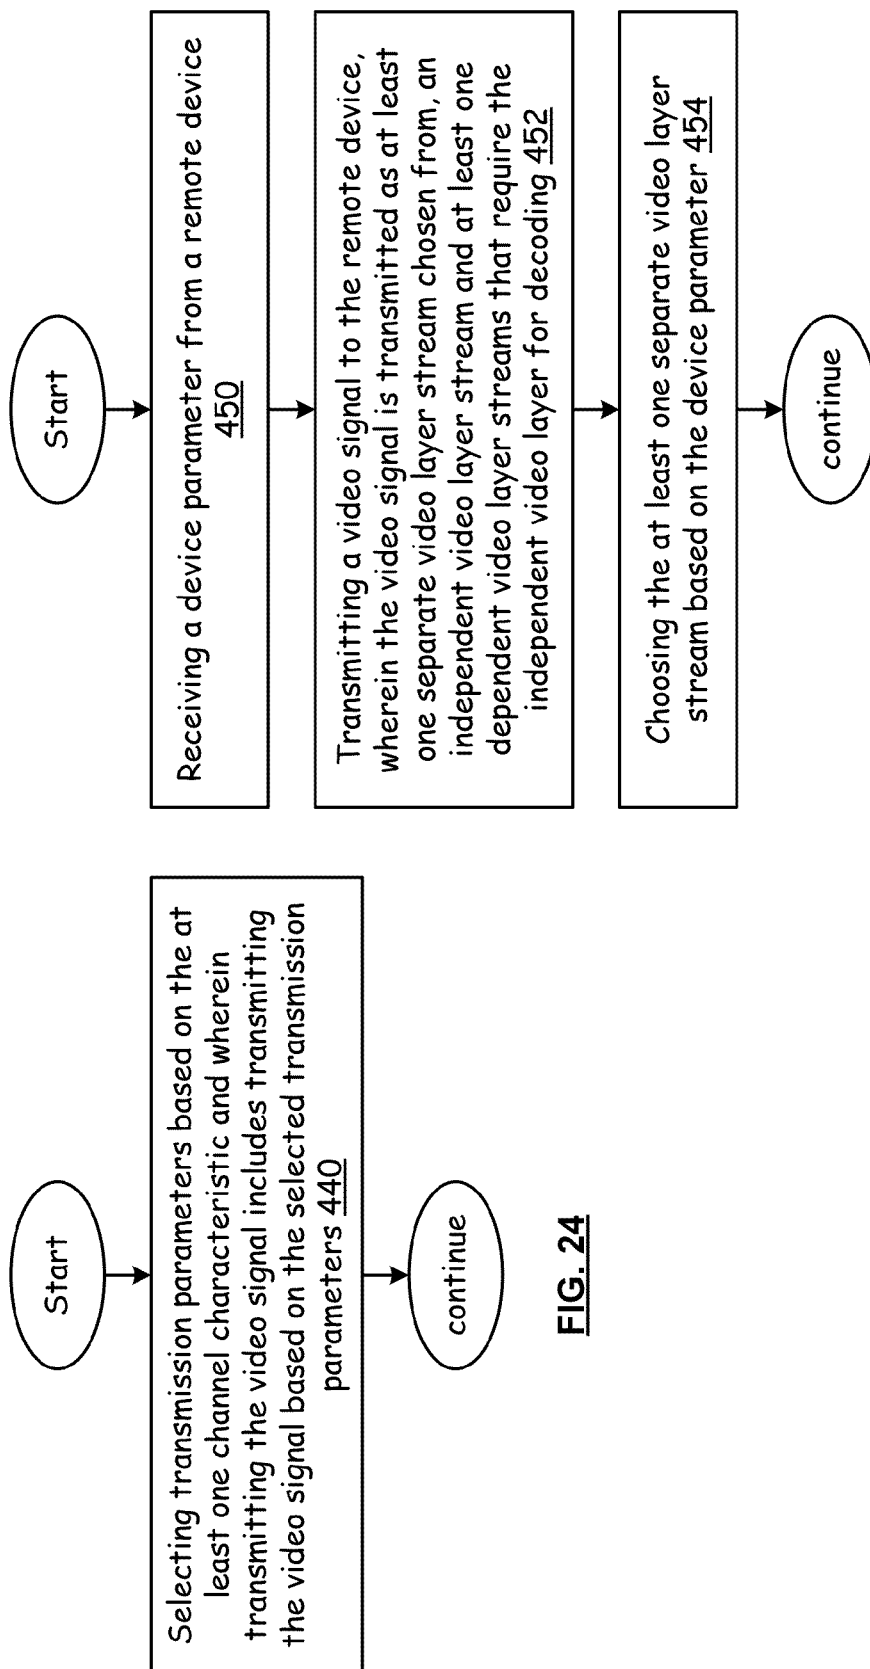 Start
Selecting transmission parameters based on the at
least one channel characteristic and wherein
transmitting the video signal includes transmitting
the video signal based on the selected transmission
parameters 440
continue
FIG. 24
Start
Receiving a device parameter from a remote device
450
Transmitting a video signal to the remote device,
wherein the video signal is transmitted as at least
one separate video layer stream chosen from, an
independent video layer stream and at least one
dependent video layer streams that require the
independent video layer for decoding 452
Choosing the at least one separate video layer
stream based on the device parameter 454
continue